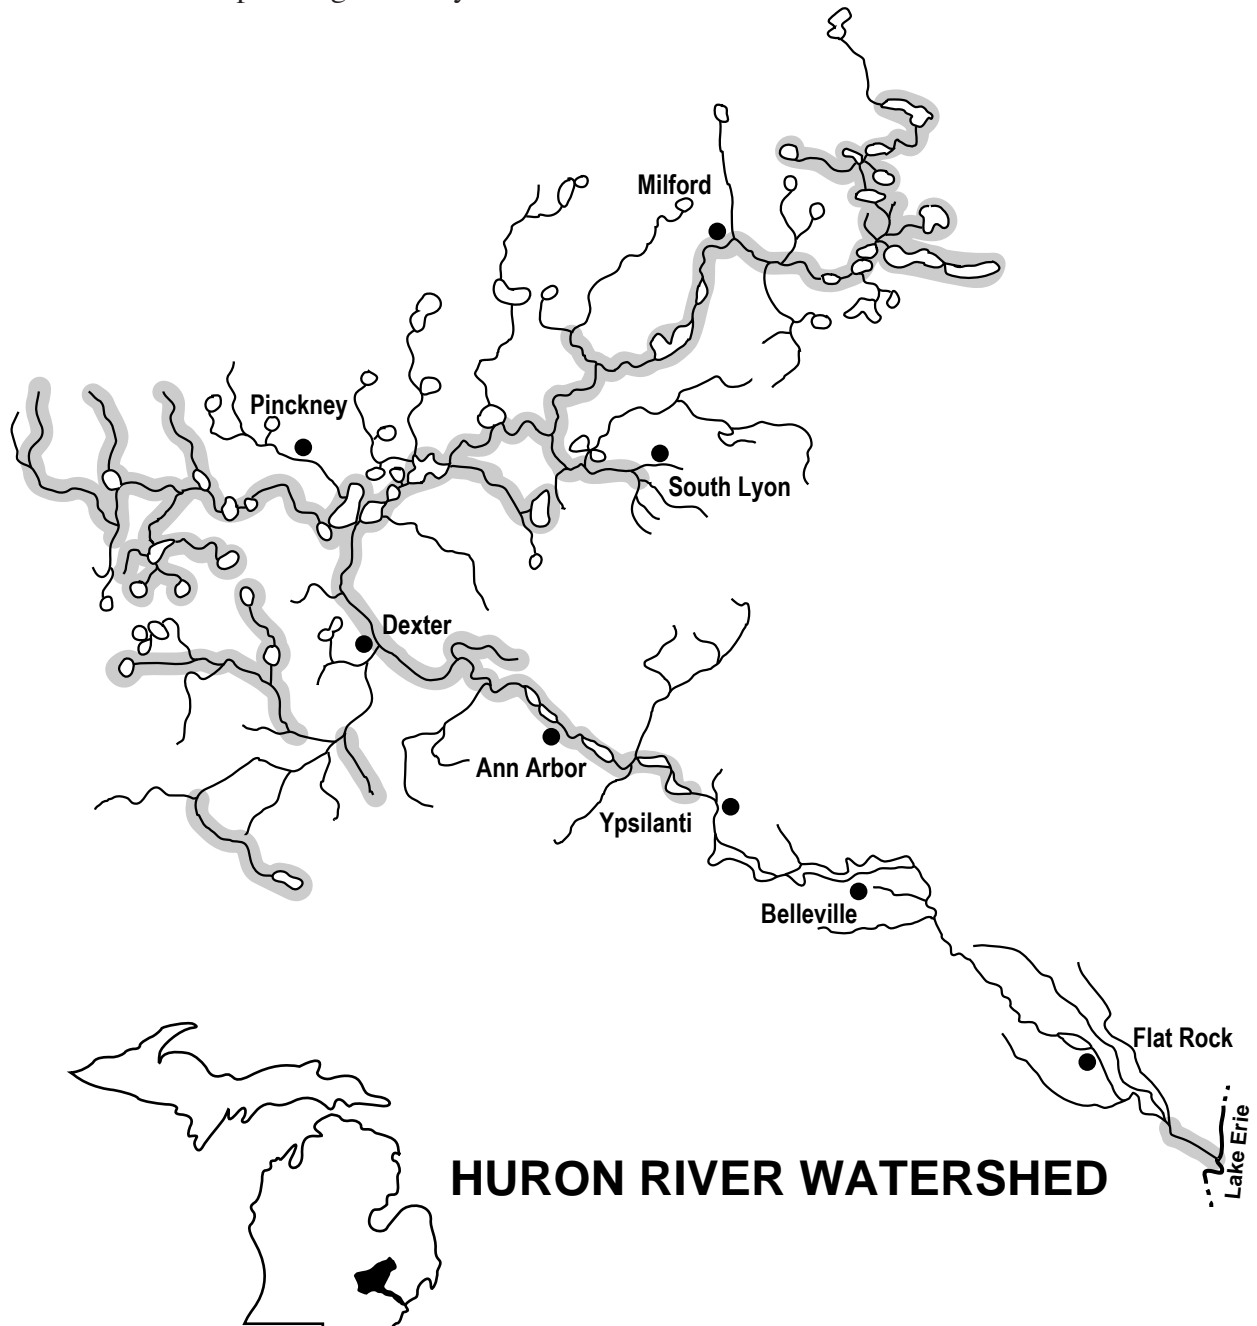 Milford
Pinckney
South Lyon
Dexter
Ann Arbor
Ypsilanti
Belleville
Flat Rock
Lake Erie
HURON RIVER WATERSHED